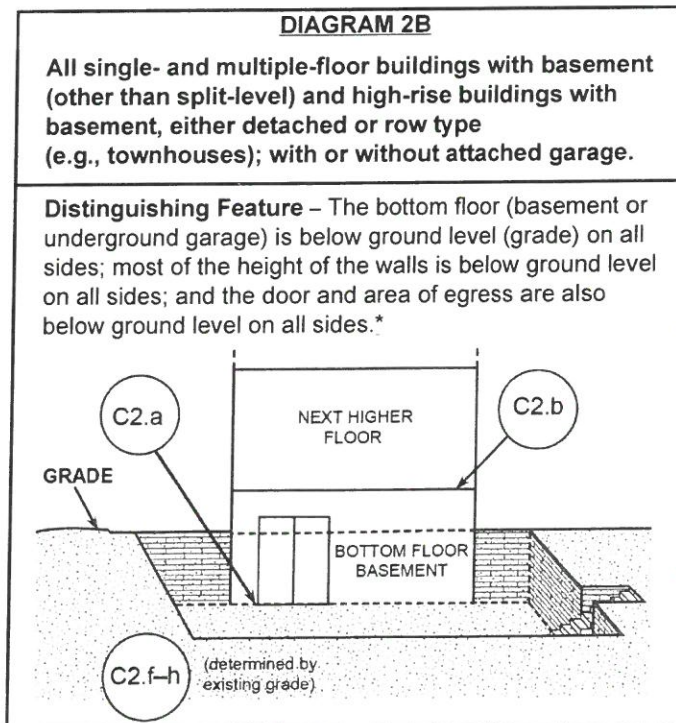 DIAGRAM 2B
All single- and multiple-floor buildings with basement
(other than split-level) and high-rise buildings with
basement, either detached or row type
(e.g., townhouses); with or without attached garage.
Distinguishing Feature – The bottom floor (basement or
underground garage) is below ground level (grade) on all
sides; most of the height of the walls is below ground level
on all sides; and the door and area of egress are also
below ground level on all sides.*
C2.a
NEXT HIGHER
FLOOR
C2.b
GRADE
BOTTOM FLOOR
BASEMENT
C2.f–h
(determined by
existing grade)